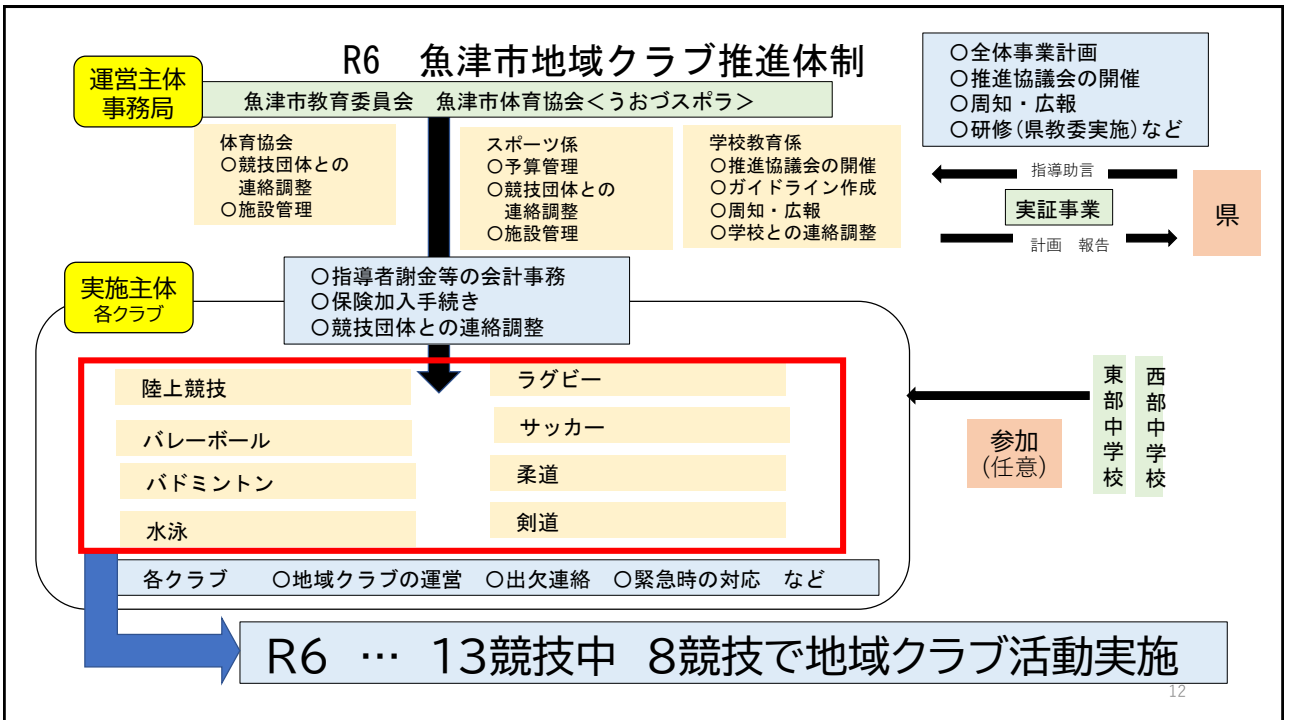 R6 魚津市地域クラブ推進体制
運営主体
事務局
魚津市教育委員会 魚津市体育協会＜うおづスポラ＞
体育協会
○競技団体との
連絡調整
○施設管理
スポーツ係
○予算管理
○競技団体との
連絡調整
○施設管理
学校教育係
○推進協議会の開催
○ガイドライン作成
○周知・広報
○学校との連絡調整
○全体事業計画
○推進協議会の開催
○周知・広報
○研修(県教委実施)など
指導助言
実証事業
計画 報告
県
実施主体
各クラブ
○指導者謝金等の会計事務
○保険加入手続き
○競技団体との連絡調整
陸上競技
バレーボール
バドミントン
水泳
ラグビー
サッカー
柔道
剣道
参加
(任意)
東部中学校
西部中学校
各クラブ ○地域クラブの運営 ○出欠連絡 ○緊急時の対応 など
R6 … 13競技中 8競技で地域クラブ活動実施
12